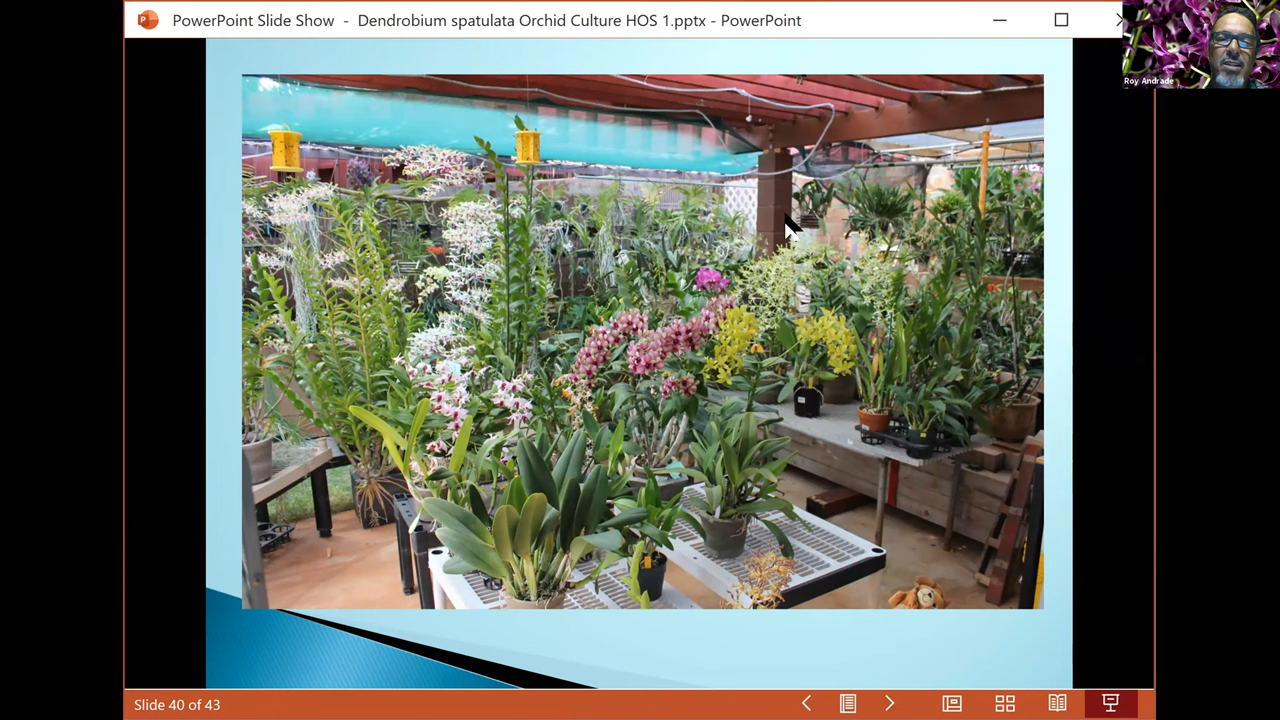 PowerPoint Slide Show - Dendrobium spatulata Orchid Culture HOS 1.pptx - PowerPoint
Roy Andrade
Slide 40 of 43